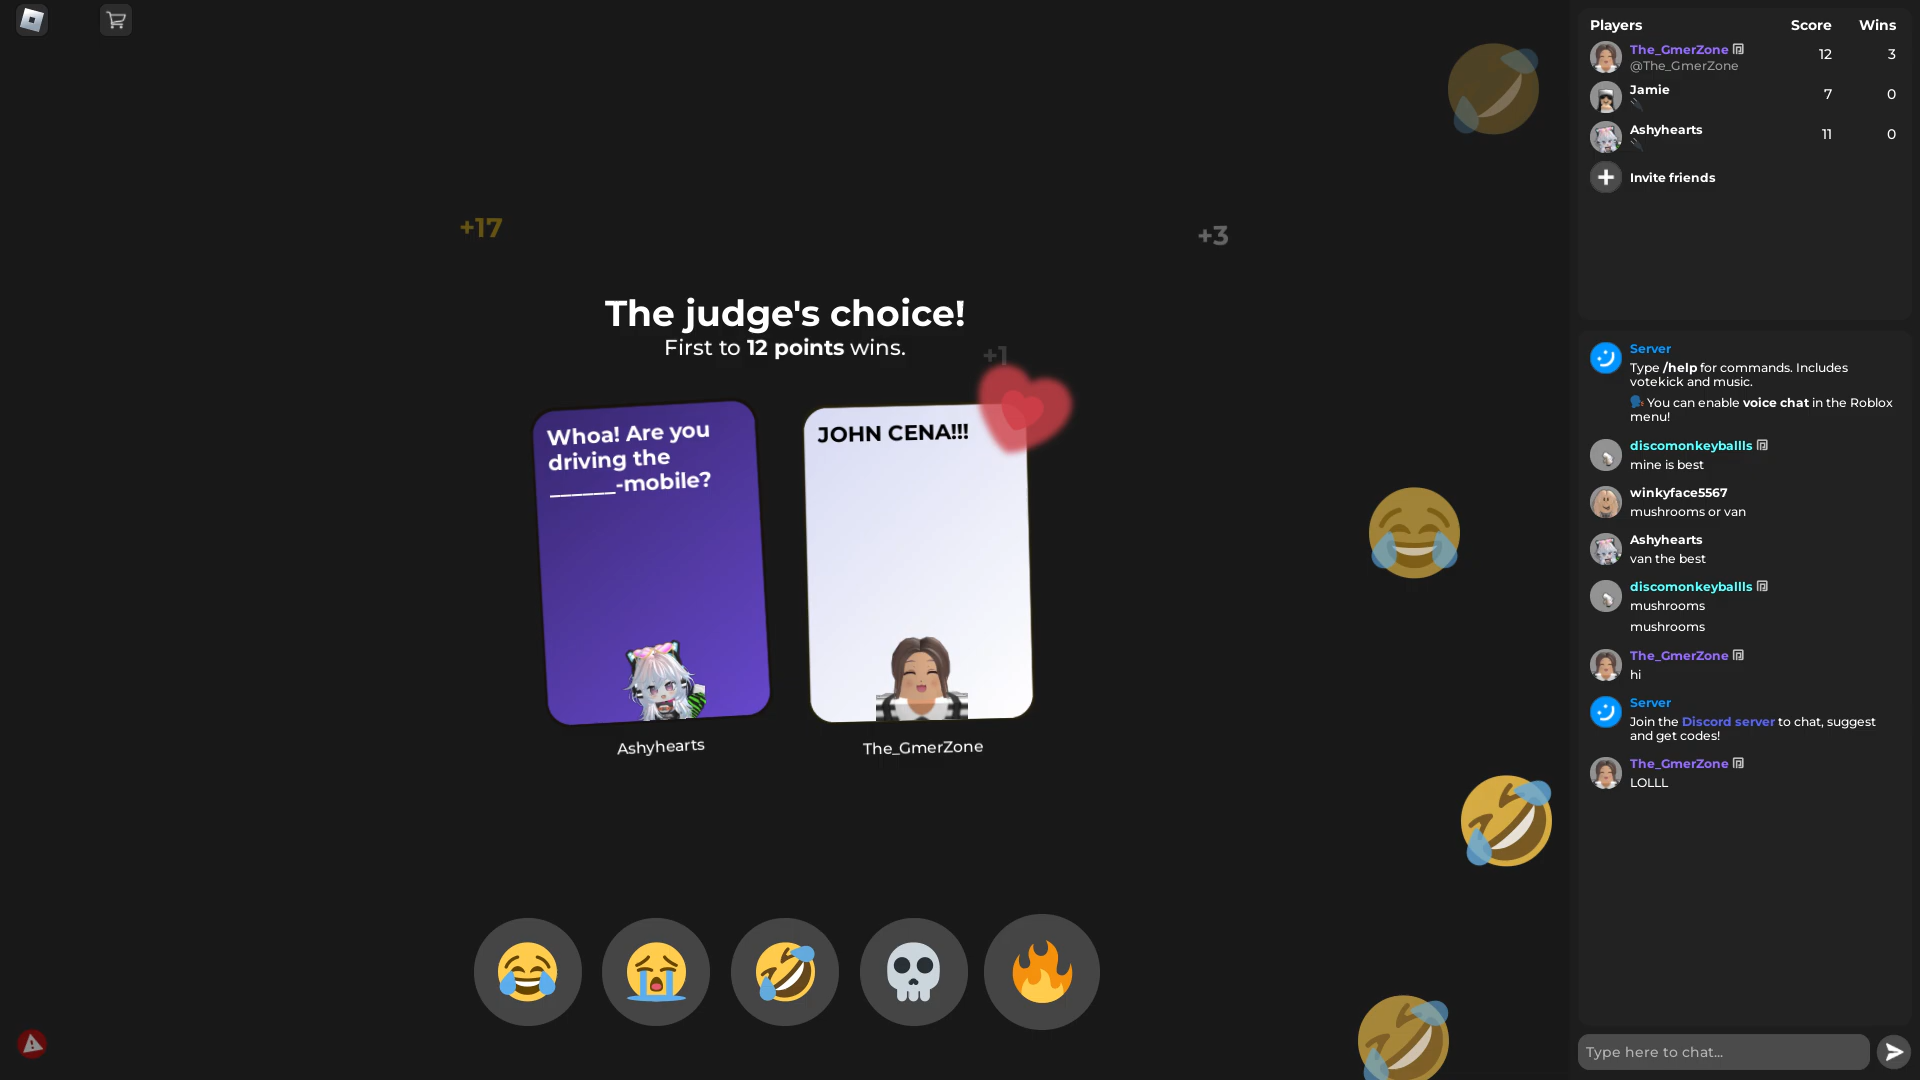 +17
+3
The judge's choice!
First to 12 points wins.
+1
Whoa! Are you
driving the
______-mobile?
Ashyhearts
JOHN CENA!!!
The_GmerZone
Players Score Wins
The_GmerZone 12 3
@The_GmerZone
Jamie 7 0
Ashyhearts 11 0
Invite friends
Server
Type /help for commands. Includes
votekick and music.
You can enable voice chat in the Roblox
menu!
discomonkeyballls
mine is best
winkyface5567
mushrooms or van
Ashyhearts
van the best
discomonkeyballls
mushrooms
mushrooms
The_GmerZone
hi
Server
Join the Discord server to chat, suggest
and get codes!
The_GmerZone
LOLLL
Type here to chat...